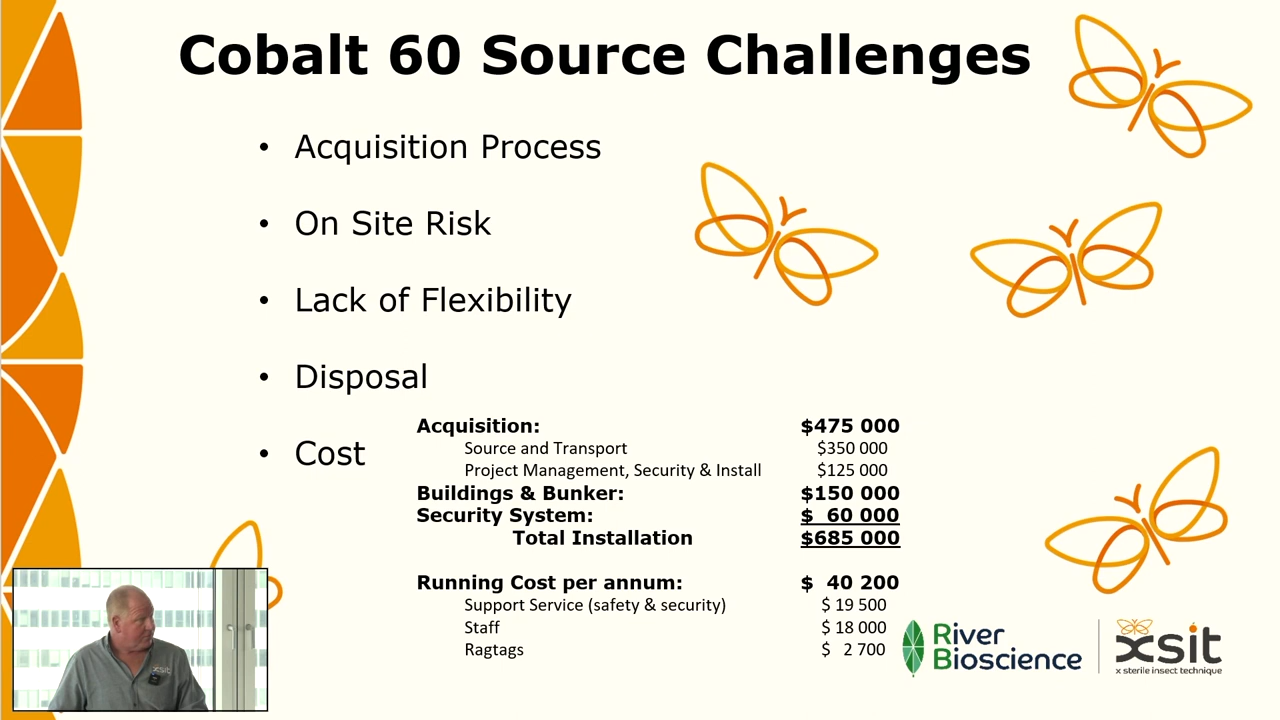 Cobalt 60 Source Challenges
• Acquisition Process
• On Site Risk
• Lack of Flexibility
• Disposal
• Cost
Acquisition: $475 000
Source and Transport $350 000
Project Management, Security & Install $125 000
Buildings & Bunker: $150 000
Security System: $ 60 000
Total Installation $685 000
Running Cost per annum: $ 40 200
Support Service (safety & security) $ 19 500
Staff $ 18 000
Ragtags $ 2 700
River
Bioscience
xsit
x sterile insect technique
xsit